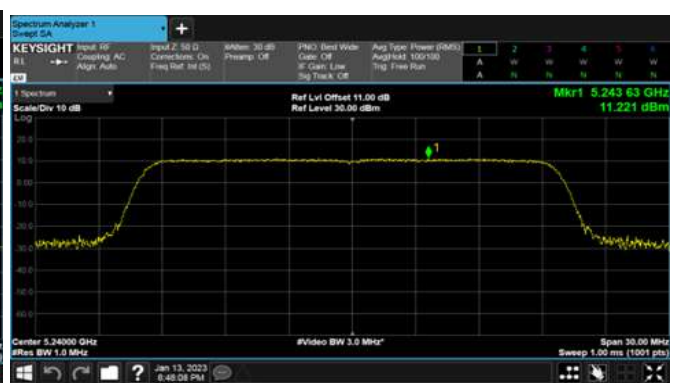 Spectrum Analyzer 1
Swept SA
+
KEYSIGHT Input: RF Input Z: 50 Ω #Atten: 30 dB PNO: Best Wide Avg Type: Power (RMS) 1 2 3 4 5 6
RL Coupling: AC Corrections: On Preamp: Off Gate: Off Avg|Hold: 100/100 A W W W W W
Align: Auto Freq Ref: Int (S) IF Gain: Low Trig: Free Run A N N N N N
Sig Track: Off
1 Spectrum Ref Lvl Offset 11.00 dB Mkr1 5.243 63 GHz
Scale/Div 10 dB Ref Level 30.00 dBm 11.221 dBm
Log
20.0
10.0
1
0.00
-10.0
-20.0
-30.0
-40.0
-50.0
-60.0
Center 5.24000 GHz #Video BW 3.0 MHz* Span 30.00 MHz
#Res BW 1.0 MHz Sweep 1.00 ms (1001 pts)
? Jan 13, 2023
8:48:08 PM